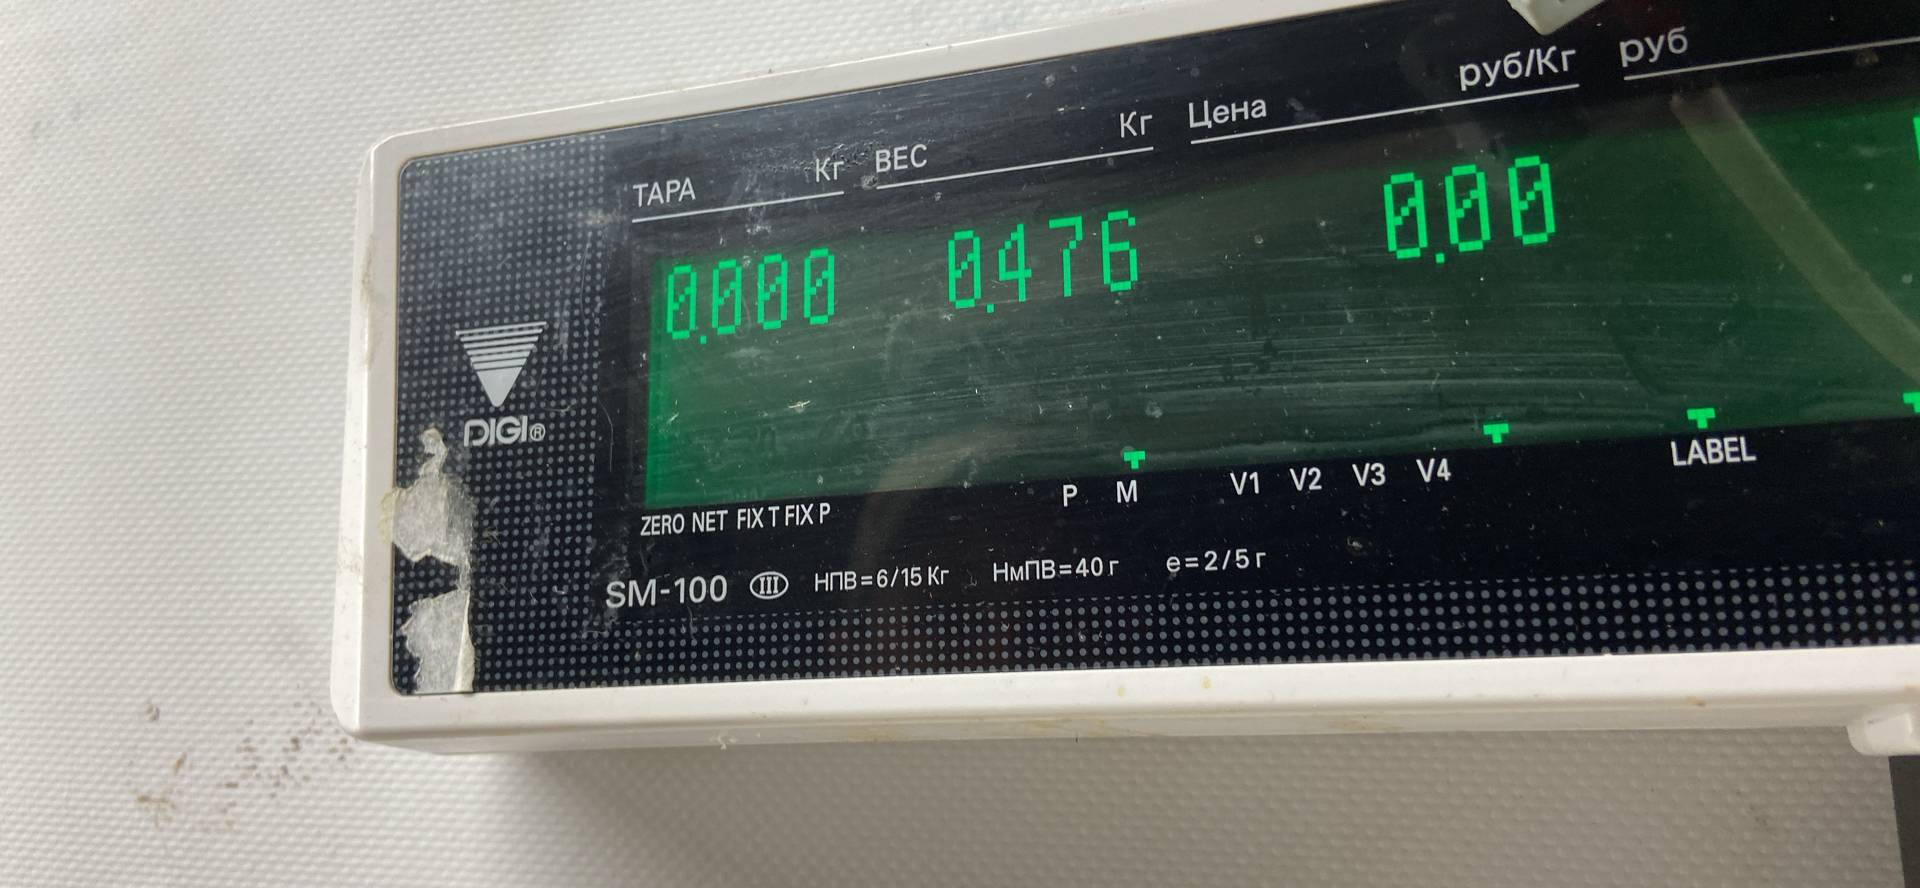 ТАРА Кг ВЕС Кг Цена руб/Кг руб
0.000 0.476 0.00
DIGI®
P M V1 V2 V3 V4 LABEL
ZERO NET FIX T FIX P
SM-100 III НПВ=6/15 Кг НмПВ=40 г е=2/5 г